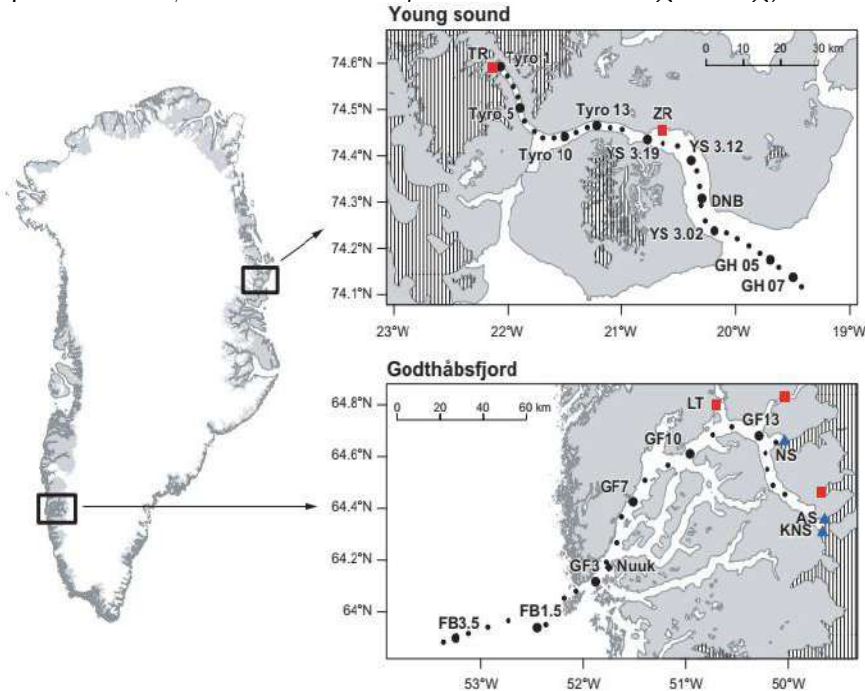 Young sound
0 10 20 30 km
74.6°N
74.5°N
74.4°N
74.3°N
74.2°N
74.1°N
TR
Tyro 1
Tyro 5
Tyro 10
Tyro 13
ZR
YS 3.19
YS 3.12
DNB
YS 3.02
GH 05
GH 07
23°W 22°W 21°W 20°W 19°W
Godthåbsfjord
0 20 40 60 km
64.8°N
64.6°N
64.4°N
64.2°N
64°N
LT
GF13
GF10
NS
GF7
AS
KNS
GF3
Nuuk
FB3.5
FB1.5
53°W 52°W 51°W 50°W